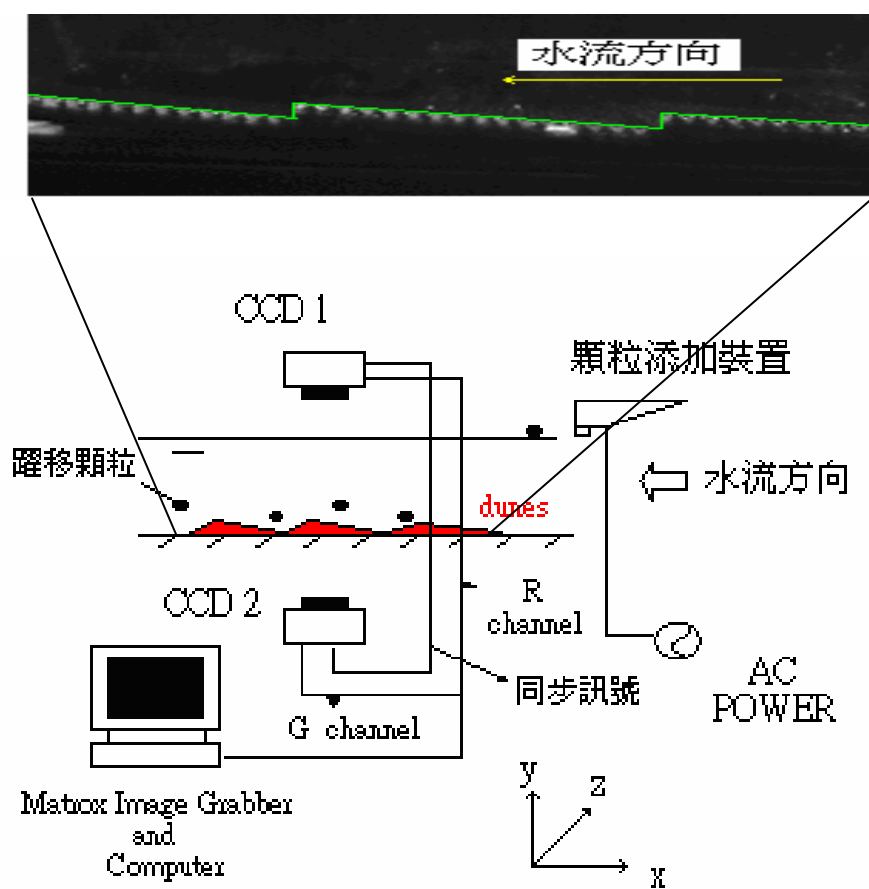 水流方向
CCD 1
顆粒添加裝置
躍移顆粒
水流方向
dunes
CCD 2
R
channel
同步訊號
G channel
AC
POWER
Matrox Image Grabber
and
Computer
y
z
x